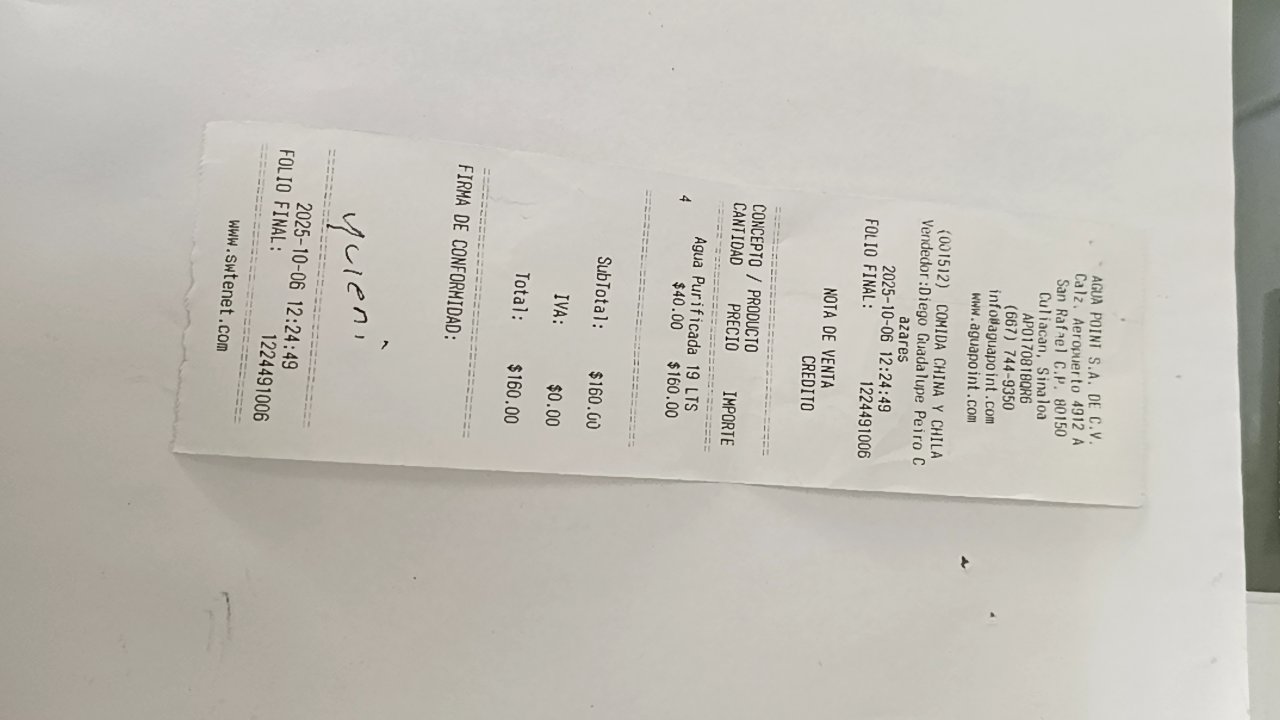 AGUA POINT S.A. DE C.V.
Calz. Aeropuerto 4912 A
San Rafael C.P. 80150
Culiacan, Sinaloa
APO170818QR6
(667) 744-9350
info@aguapoint.com
www.aguapoint.com
(001512) COMIDA CHINA Y CHILA
Vendedor:Diego Guadalupe Peiro C
azares
2025-10-06 12:24:49
FOLIO FINAL: 1224491006
NOTA DE VENTA
CREDITO
CONCEPTO / PRODUCTO
CANTIDAD PRECIO IMPORTE
Agua Purificada 19 LTS
4 $40.00 $160.00
SubTotal: $160.00
IVA: $0.00
Total: $160.00
FIRMA DE CONFORMIDAD:
2025-10-06 12:24:49
FOLIO FINAL: 1224491006
www.swtenet.com